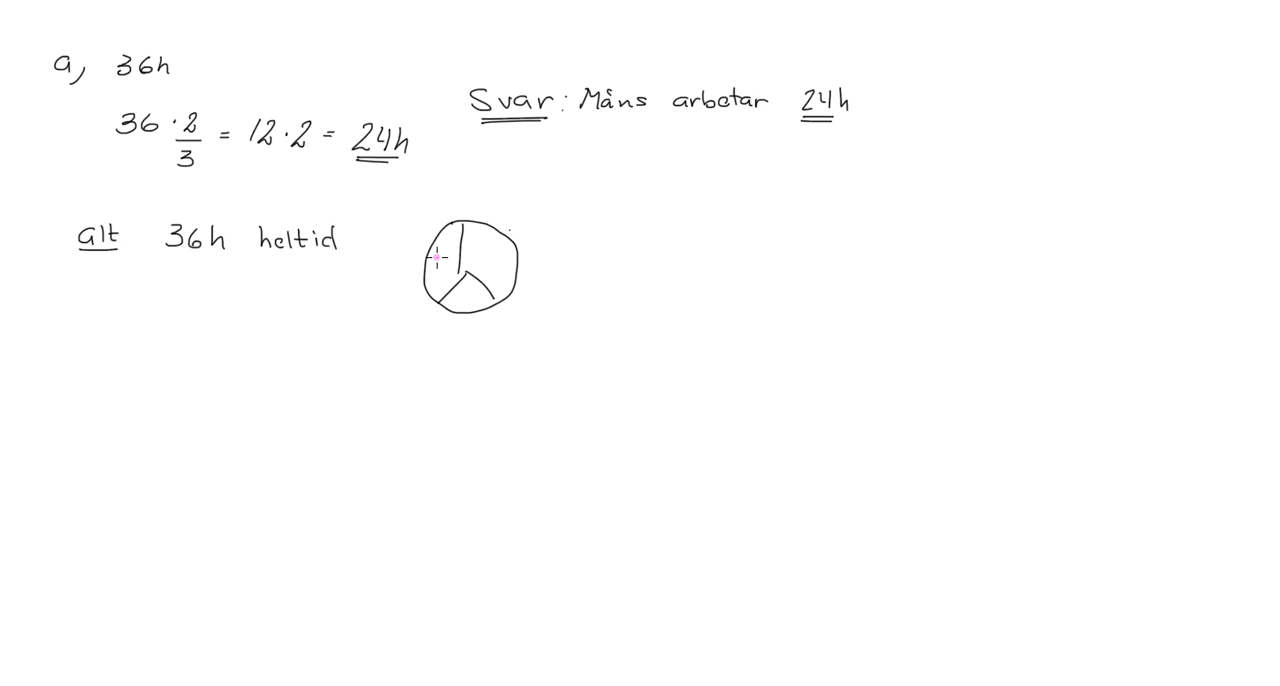 a, 36h
36 · 2/3 = 12 · 2 = 24h
Svar: Måns arbetar 24h
alt 36h heltid